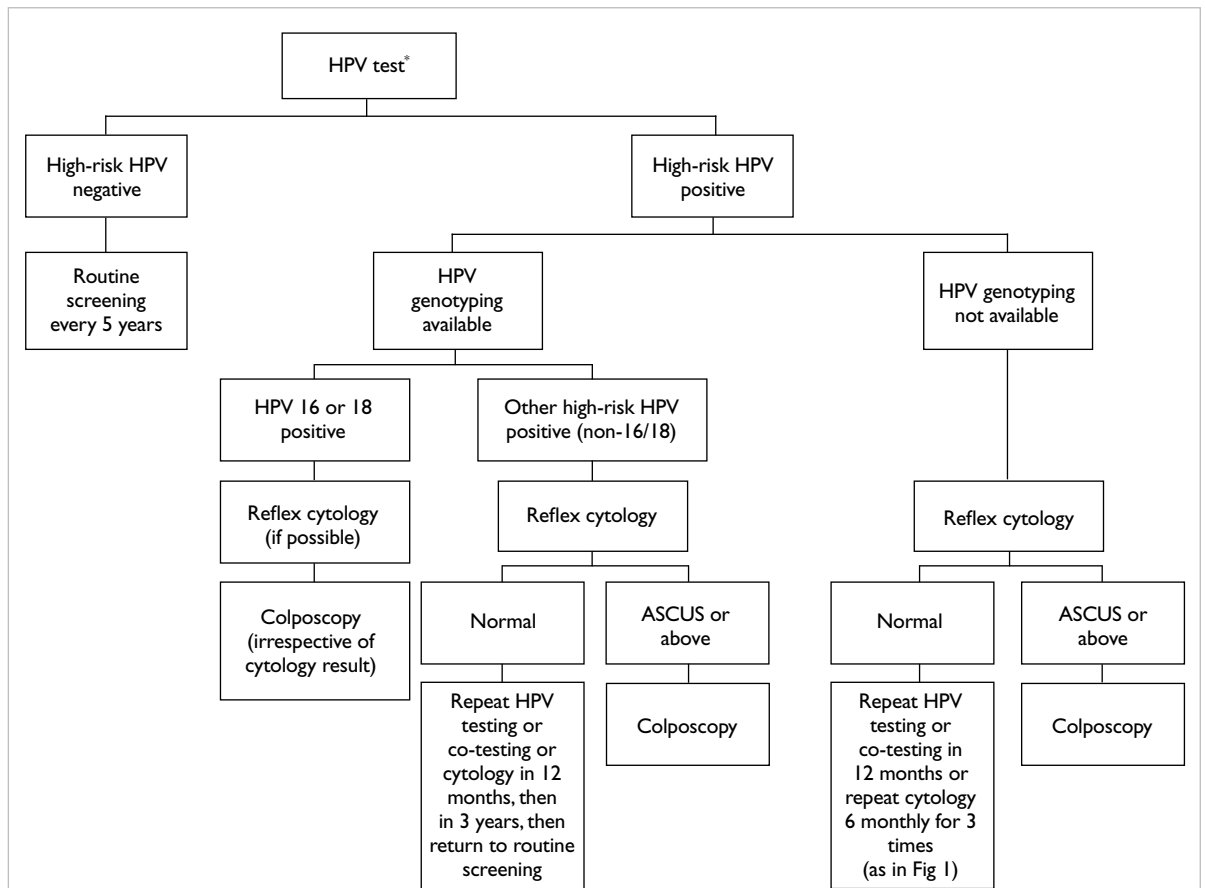 HPV test*
High-risk HPV
negative
High-risk HPV
positive
Routine
screening
every 5 years
HPV
genotyping
available
HPV genotyping
not available
HPV 16 or 18
positive
Other high-risk HPV
positive (non-16/18)
Reflex cytology
(if possible)
Reflex cytology
Reflex cytology
Colposcopy
(irrespective of
cytology result)
Normal
ASCUS or
above
Normal
ASCUS or
above
Repeat HPV
testing or
co-testing or
cytology in 12
months, then
in 3 years, then
return to routine
screening
Colposcopy
Repeat HPV
testing or
co-testing in
12 months or
repeat cytology
6 monthly for 3
times
(as in Fig 1)
Colposcopy